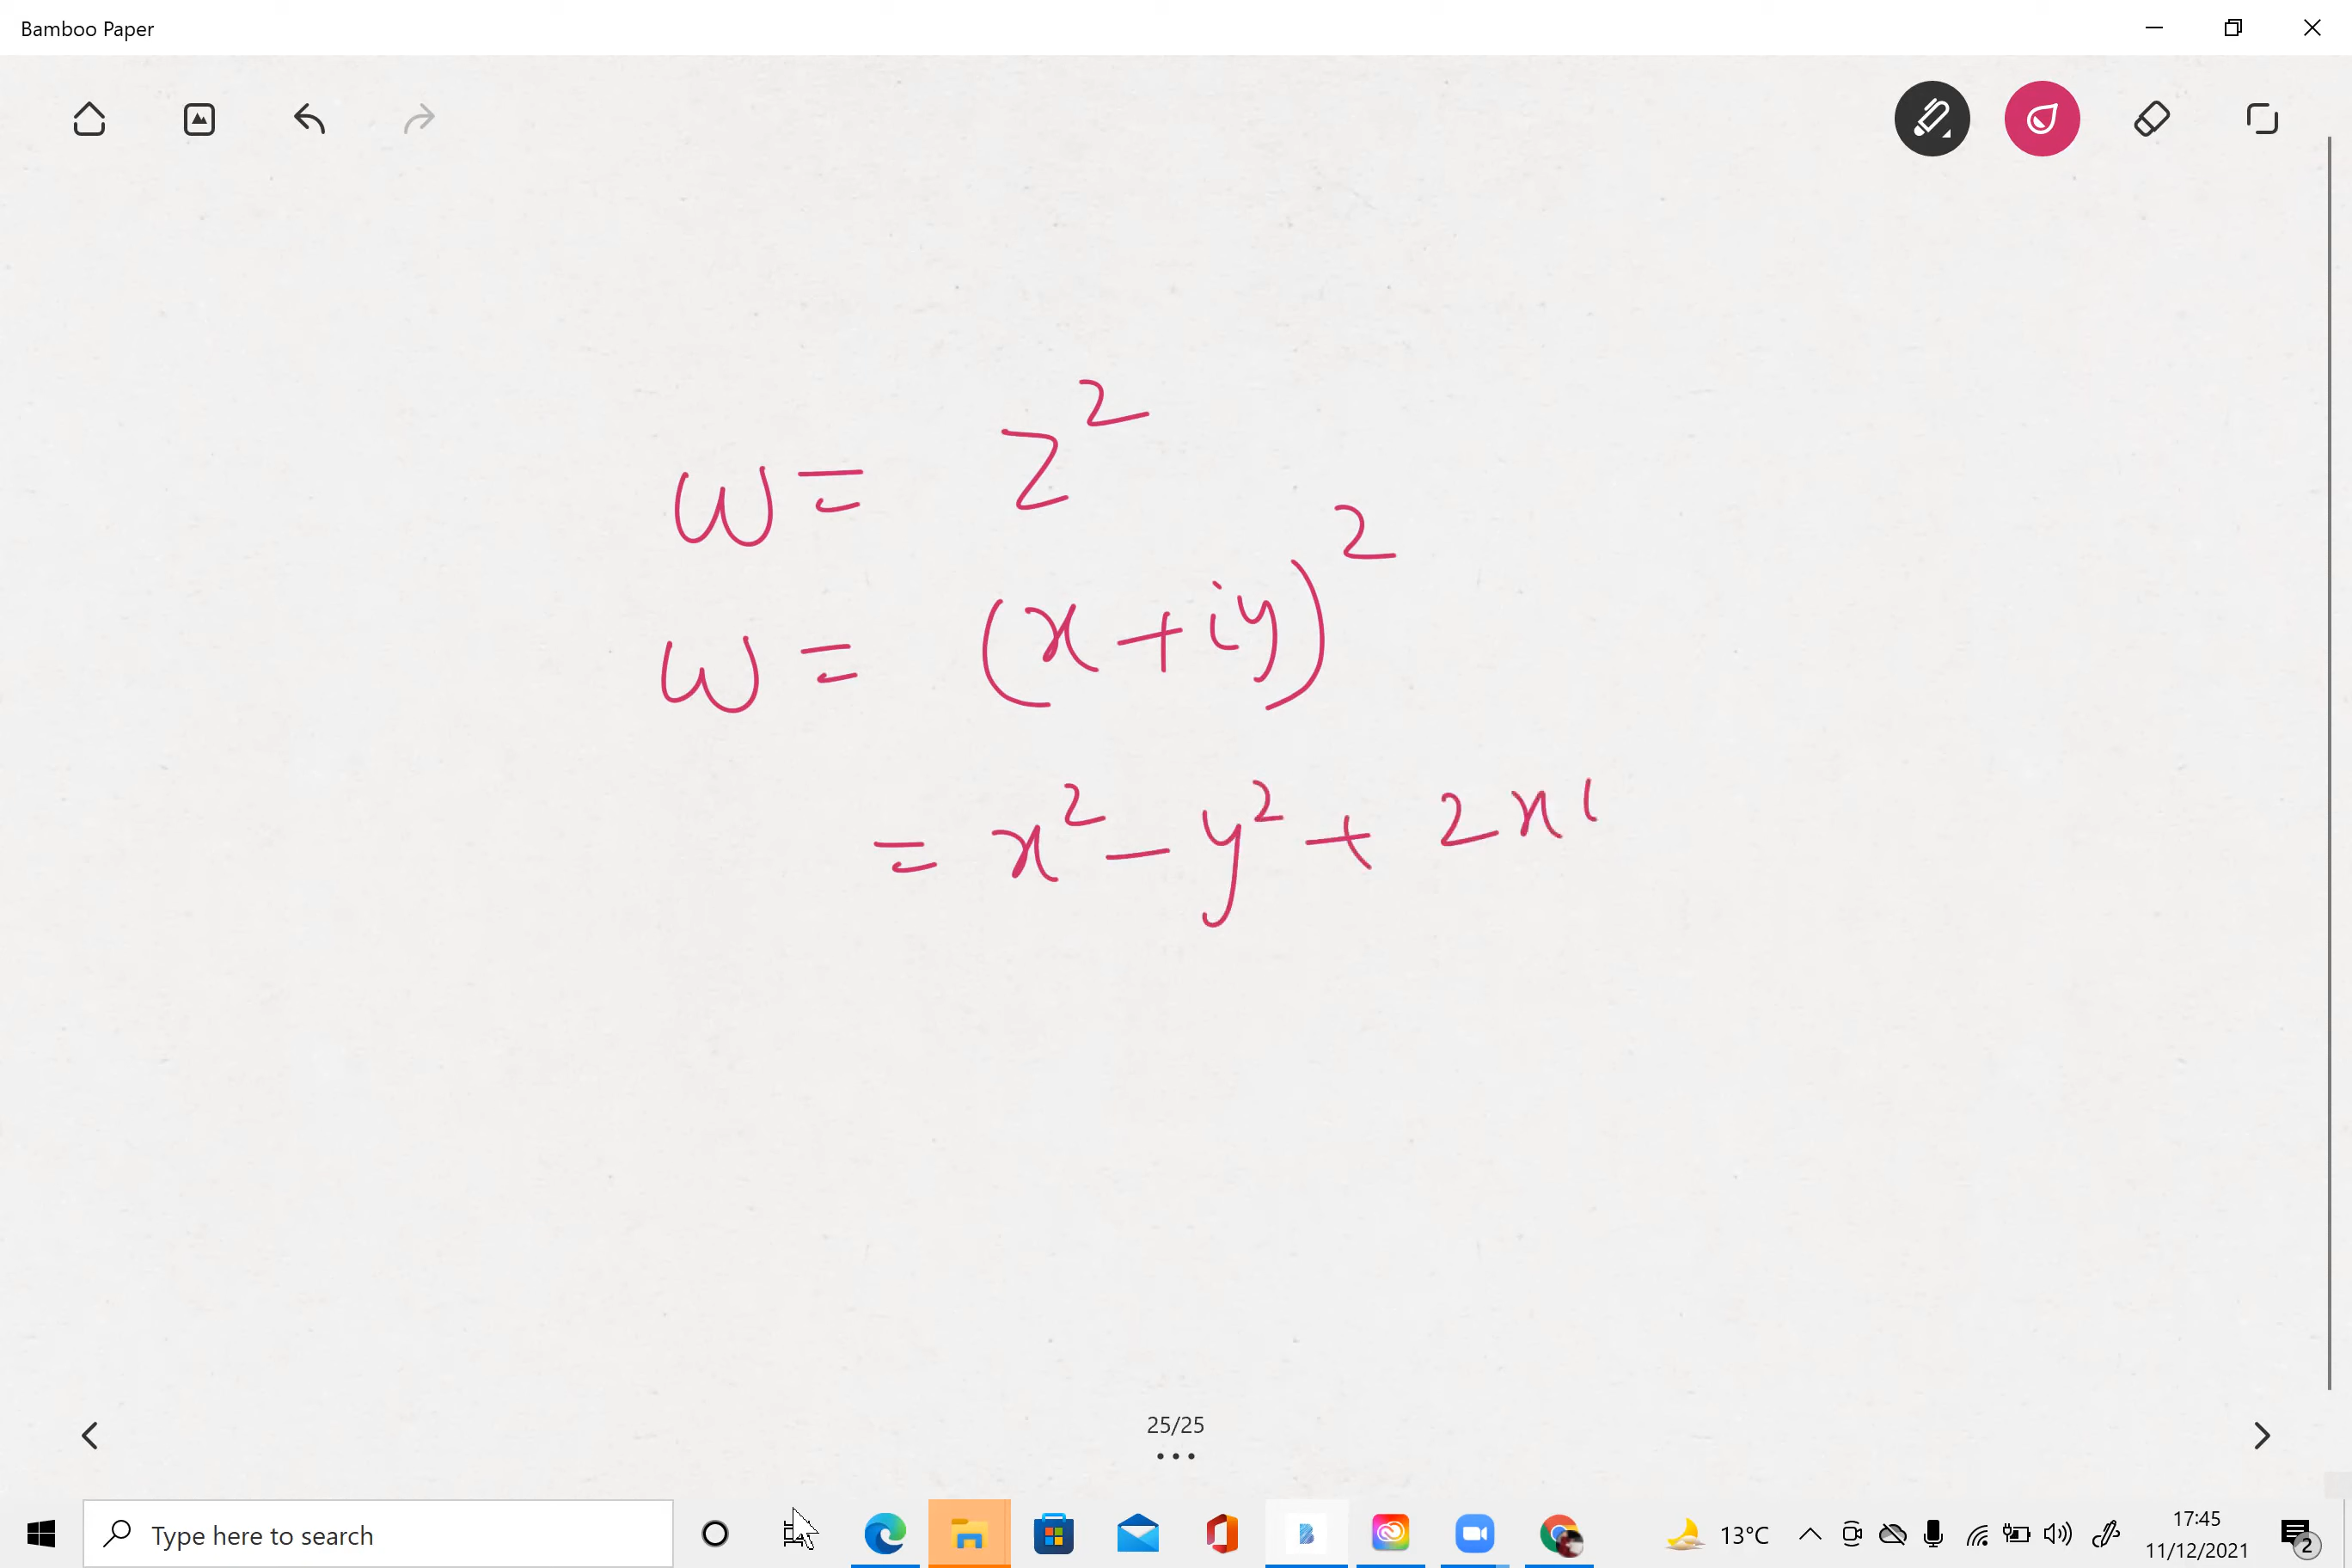 Bamboo Paper
ω = z²
ω = (x + iy)²
= x² − y² + 2x
25/25
Type here to search
13°C
17:45
11/12/2021
2